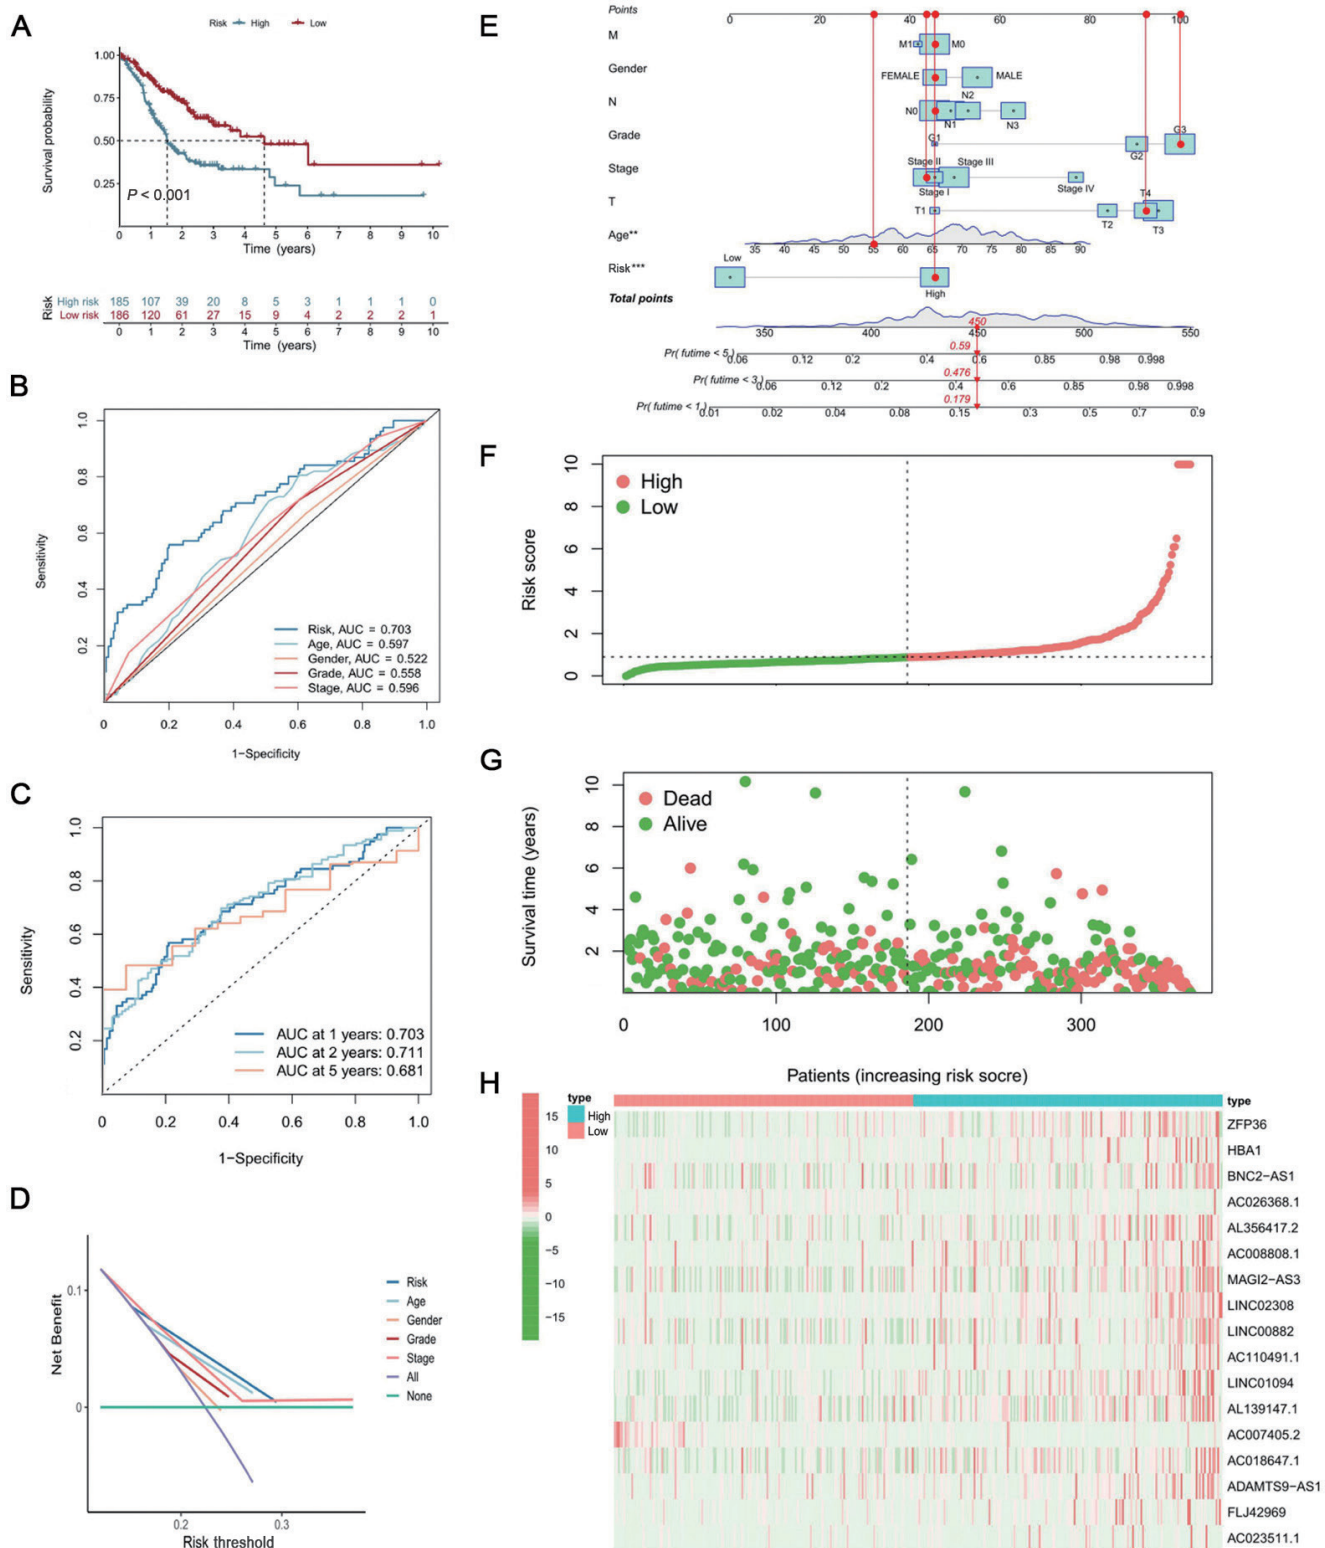 A
Risk High Low
Survival probability
1.00
0.75
0.50
0.25
P < 0.001
0 1 2 3 4 5 6 7 8 9 10
Time (years)
Risk
High risk 185 107 39 20 8 5 3 1 1 1 0
Low risk 186 120 61 27 15 9 4 2 2 2 1
0 1 2 3 4 5 6 7 8 9 10
Time (years)
B
Sensitivity
1.0
0.8
0.6
0.4
0.2
Risk, AUC = 0.703
Age, AUC = 0.597
Gender, AUC = 0.522
Grade, AUC = 0.558
Stage, AUC = 0.596
0 0.2 0.4 0.6 0.8 1.0
1−Specificity
C
Sensitivity
1.0
0.8
0.6
0.4
0.2
AUC at 1 years: 0.703
AUC at 2 years: 0.711
AUC at 5 years: 0.681
0 0.2 0.4 0.6 0.8 1.0
1−Specificity
D
Net Benefit
0.1
0
Risk
Age
Gender
Grade
Stage
All
None
0.2 0.3
Risk threshold
E
Points
0 20 40 60 80 100
M
M1 M0
Gender
FEMALE MALE
N
N2
N0 N1 N3
Grade
G1 G3
G2
Stage
Stage II Stage III
Stage I Stage IV
T
T4
T1 T2 T3
Age**
35 40 45 50 55 60 65 70 75 80 85 90
Risk***
Low
High
Total points
450
350 400 450 500 550
0.59
Pr( futime < 5 )
0.06 0.12 0.2 0.4 0.6 0.85 0.98 0.998
0.476
Pr( futime < 3 )
0.06 0.12 0.2 0.4 0.6 0.85 0.98 0.998
0.179
Pr( futime < 1 )
0.01 0.02 0.04 0.08 0.15 0.3 0.5 0.7 0.9
F
Risk score
10
8
6
4
2
0
High
Low
G
Survival time (years)
10
8
6
4
2
Dead
Alive
0 100 200 300
Patients (increasing risk socre)
H
15
10
5
0
−5
−10
−15
type
High
Low
type
ZFP36
HBA1
BNC2−AS1
AC026368.1
AL356417.2
AC008808.1
MAGI2−AS3
LINC02308
LINC00882
AC110491.1
LINC01094
AL139147.1
AC007405.2
AC018647.1
ADAMTS9−AS1
FLJ42969
AC023511.1